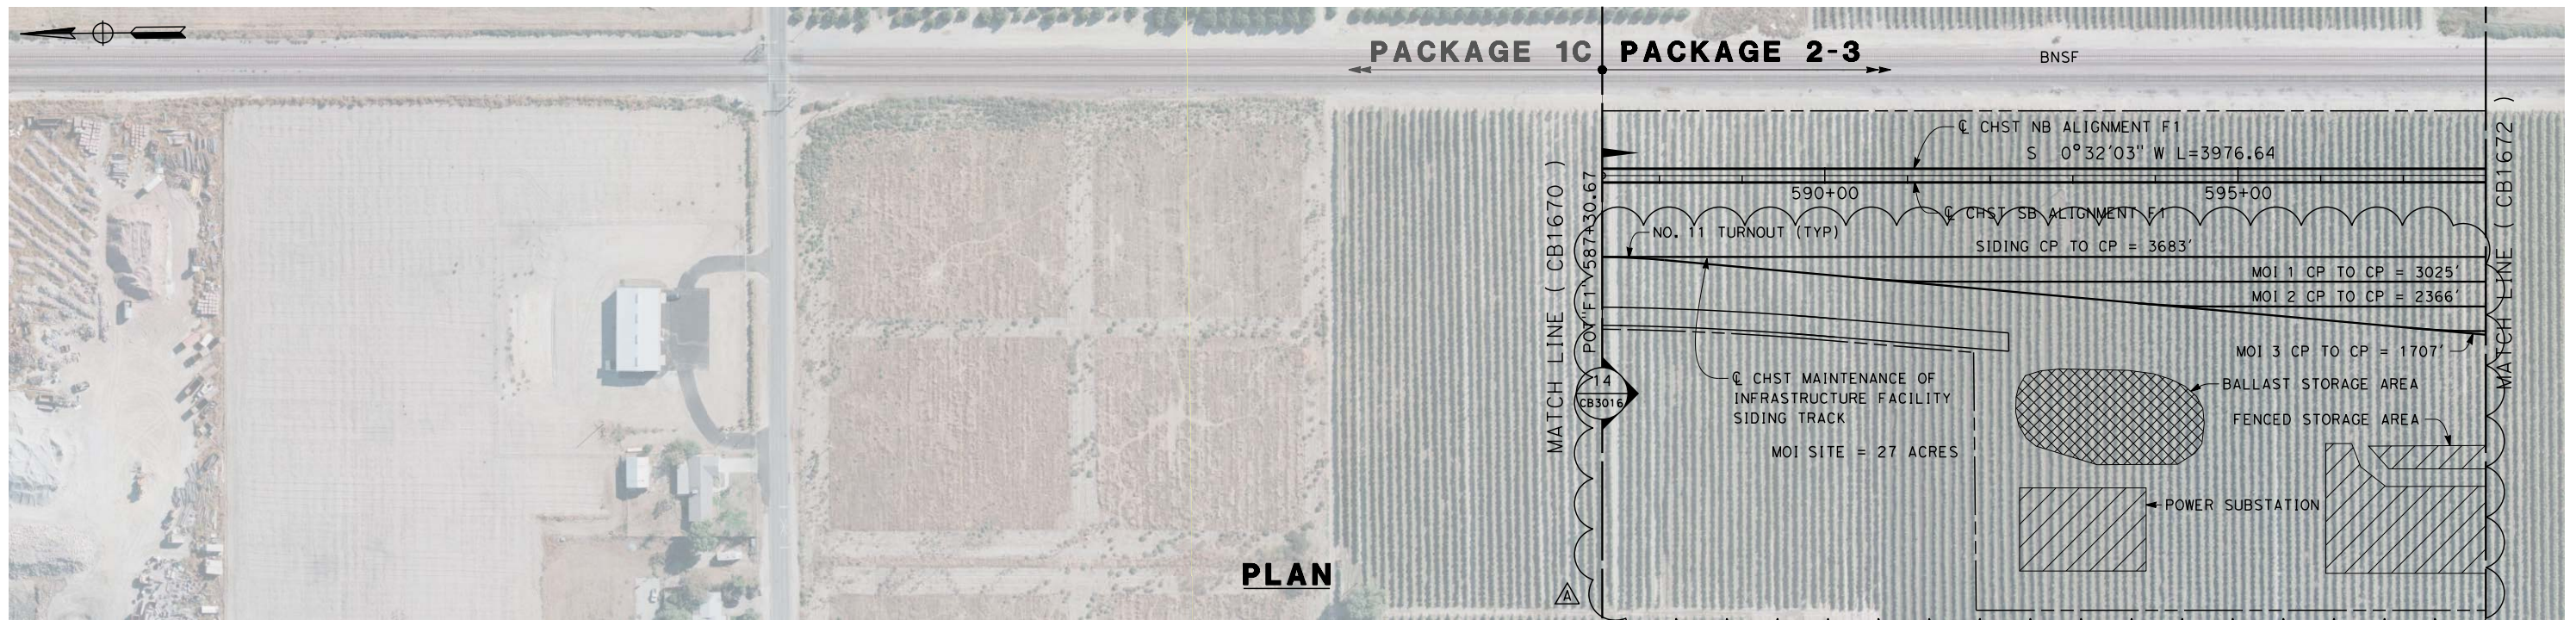 PACKAGE 1C
PACKAGE 2-3
BNSF
℄ CHST NB ALIGNMENT F1
S 0°32'03" W L=3976.64
590+00
595+00
℄ CHST SB ALIGNMENT F1
NO. 11 TURNOUT (TYP)
SIDING CP TO CP = 3683'
MOI 1 CP TO CP = 3025'
MOI 2 CP TO CP = 2366'
MOI 3 CP TO CP = 1707'
MATCH LINE ( CB1670 )
POT "F1" 587+30.67
MATCH LINE ( CB1672 )
14
CB3016
℄ CHST MAINTENANCE OF
INFRASTRUCTURE FACILITY
SIDING TRACK
MOI SITE = 27 ACRES
BALLAST STORAGE AREA
FENCED STORAGE AREA
POWER SUBSTATION
PLAN
A